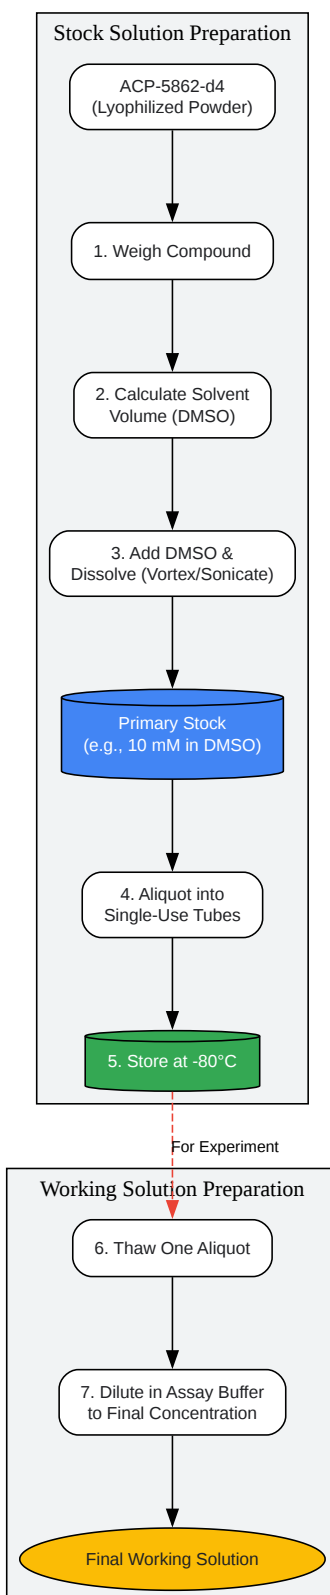 Stock Solution Preparation
ACP-5862-d4
(Lyophilized Powder)
1. Weigh Compound
2. Calculate Solvent
Volume (DMSO)
3. Add DMSO &
Dissolve (Vortex/Sonicate)
Primary Stock
(e.g., 10 mM in DMSO)
4. Aliquot into
Single-Use Tubes
5. Store at -80°C
For Experiment
Working Solution Preparation
6. Thaw One Aliquot
7. Dilute in Assay Buffer
to Final Concentration
Final Working Solution